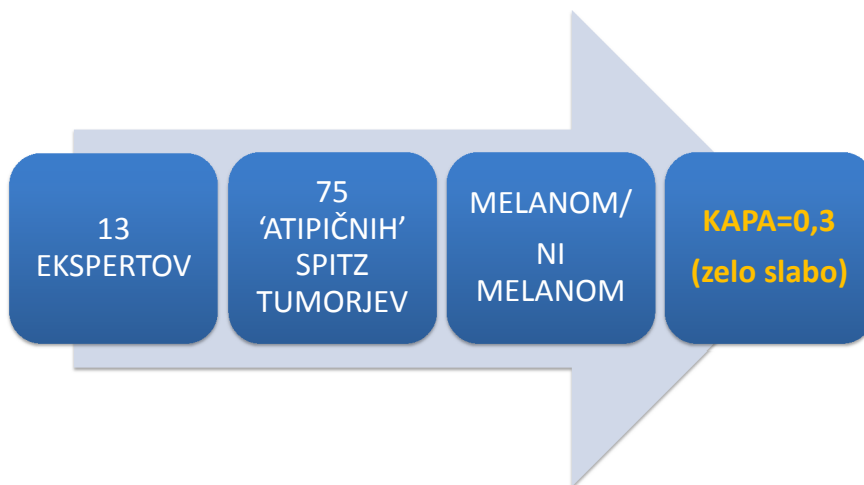 13
EKSPERTOV
75
‘ATIPIČNIH’
SPITZ
TUMORJEV
MELANOM/
NI
MELANOM
KAPA=0,3
(zelo slabo)